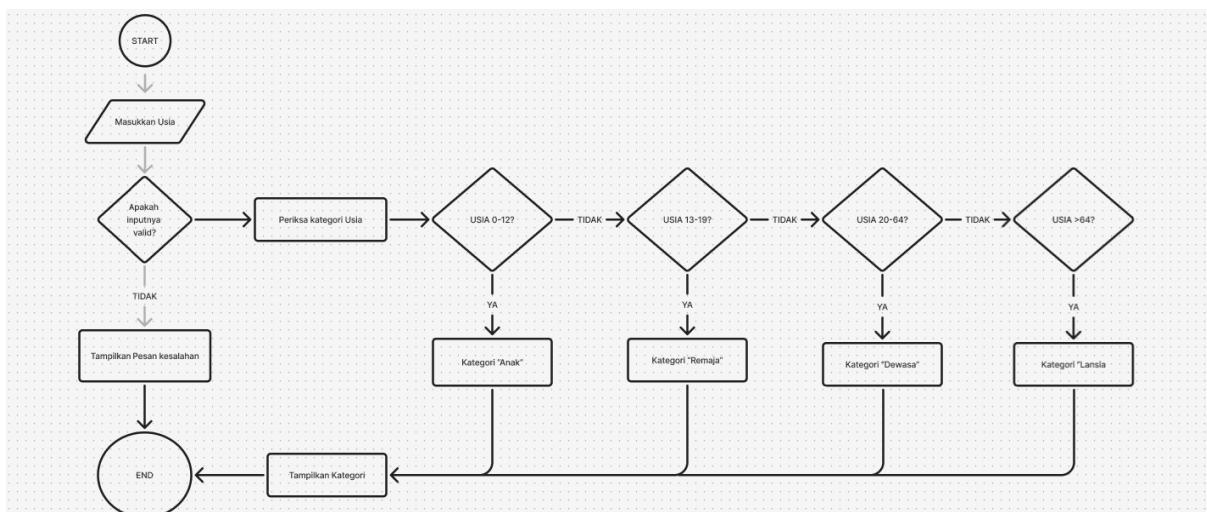 START
Masukkan Usia
Apakah
inputnya
valid?
Periksa kategori Usia
USIA 0-12?
TIDAK
USIA 13-19?
TIDAK
USIA 20-64?
TIDAK
USIA >64?
TIDAK
YA
YA
YA
YA
Tampilkan Pesan kesalahan
Kategori “Anak”
Kategori “Remaja”
Kategori “Dewasa”
Kategori “Lansia
END
Tampilkan Kategori